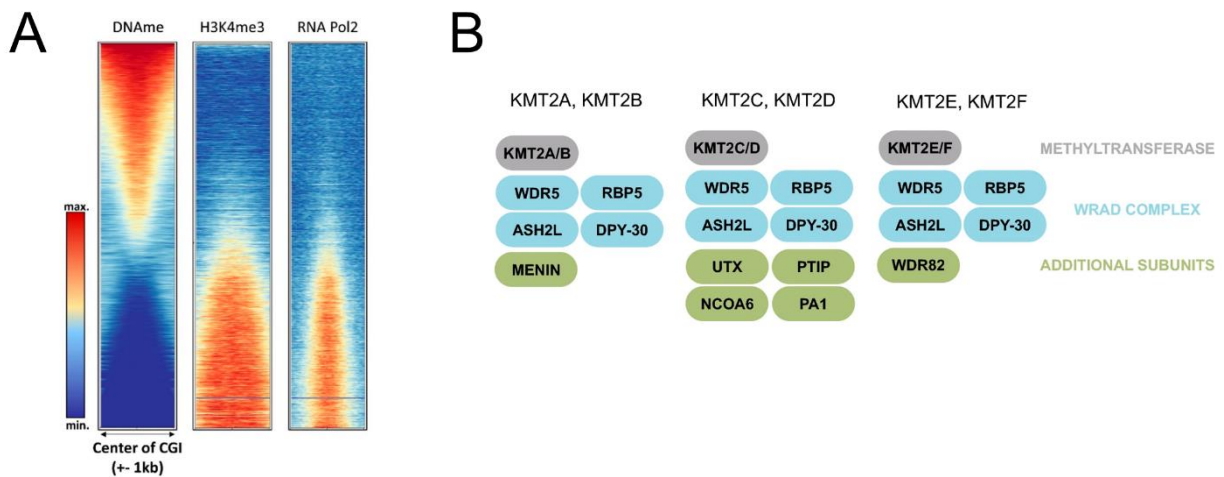 A
DNAme H3K4me3 RNA Pol2
max.
min.
Center of CGI
(+- 1kb)
B
KMT2A, KMT2B KMT2C, KMT2D KMT2E, KMT2F
KMT2A/B KMT2C/D KMT2E/F METHYLTRANSFERASE
WDR5 RBP5 WDR5 RBP5 WDR5 RBP5
WRAD COMPLEX
ASH2L DPY-30 ASH2L DPY-30 ASH2L DPY-30
MENIN UTX PTIP WDR82 ADDITIONAL SUBUNITS
NCOA6 PA1